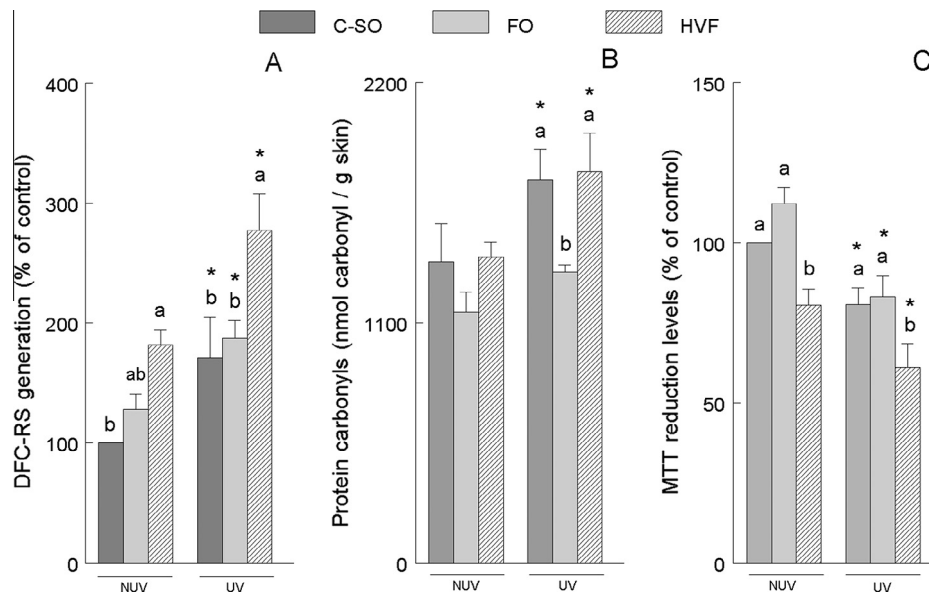 C-SO FO HVF
A
DFC-RS generation (% of control)
400
300
200
100
0
b
ab
a
*
b
*
b
*
a
NUV
UV
B
Protein carbonyls (nmol carbonyl / g skin)
2200
1100
0
*
a
b
*
a
NUV
UV
C
MTT reduction levels (% of control)
150
100
50
0
a
a
b
*
a
*
a
*
b
NUV
UV